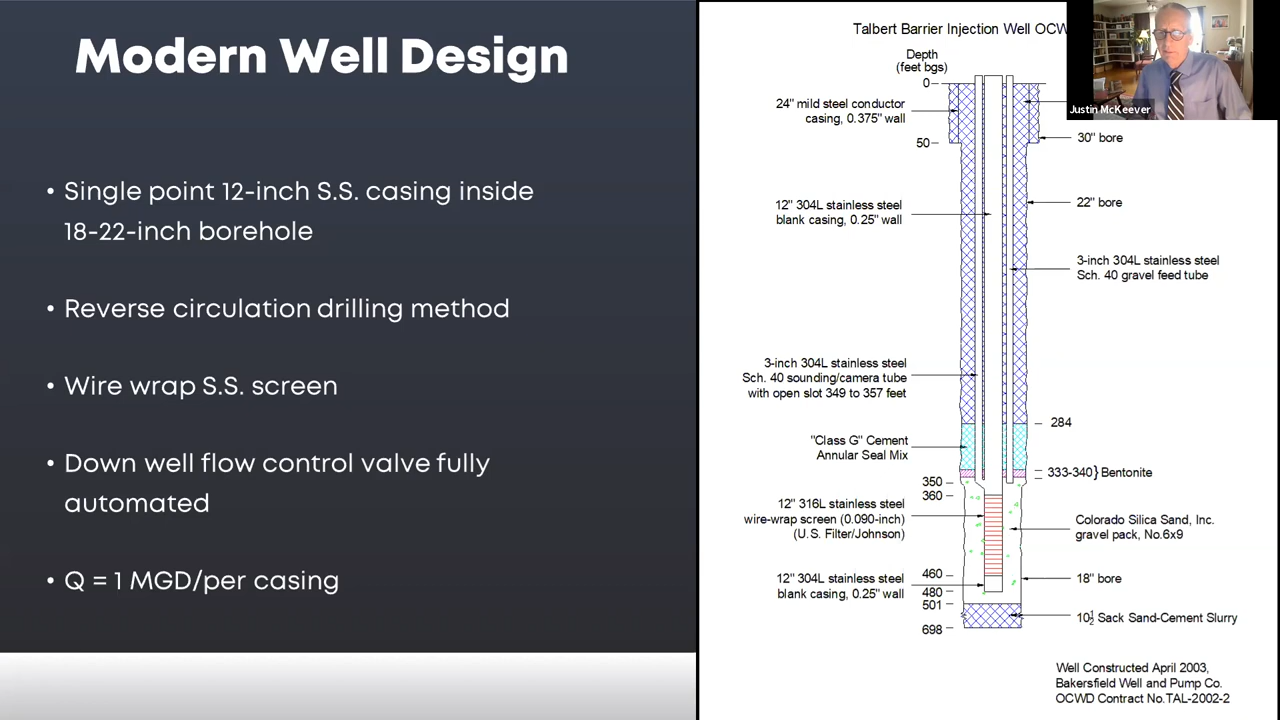 Modern Well Design
• Single point 12-inch S.S. casing inside
18-22-inch borehole
• Reverse circulation drilling method
• Wire wrap S.S. screen
• Down well flow control valve fully
automated
• Q = 1 MGD/per casing
Talbert Barrier Injection Well OCW
Depth
(feet bgs)
0
24" mild steel conductor
casing, 0.375" wall
50
30" bore
12" 304L stainless steel
blank casing, 0.25" wall
22" bore
3-inch 304L stainless steel
Sch. 40 gravel feed tube
3-inch 304L stainless steel
Sch. 40 sounding/camera tube
with open slot 349 to 357 feet
284
"Class G" Cement
Annular Seal Mix
333-340} Bentonite
350
360
12" 316L stainless steel
wire-wrap screen (0.090-inch)
(U.S. Filter/Johnson)
Colorado Silica Sand, Inc.
gravel pack, No.6x9
460
12" 304L stainless steel
blank casing, 0.25" wall
480
18" bore
501
10½ Sack Sand-Cement Slurry
698
Well Constructed April 2003,
Bakersfield Well and Pump Co.
OCWD Contract No.TAL-2002-2
Justin McKeever